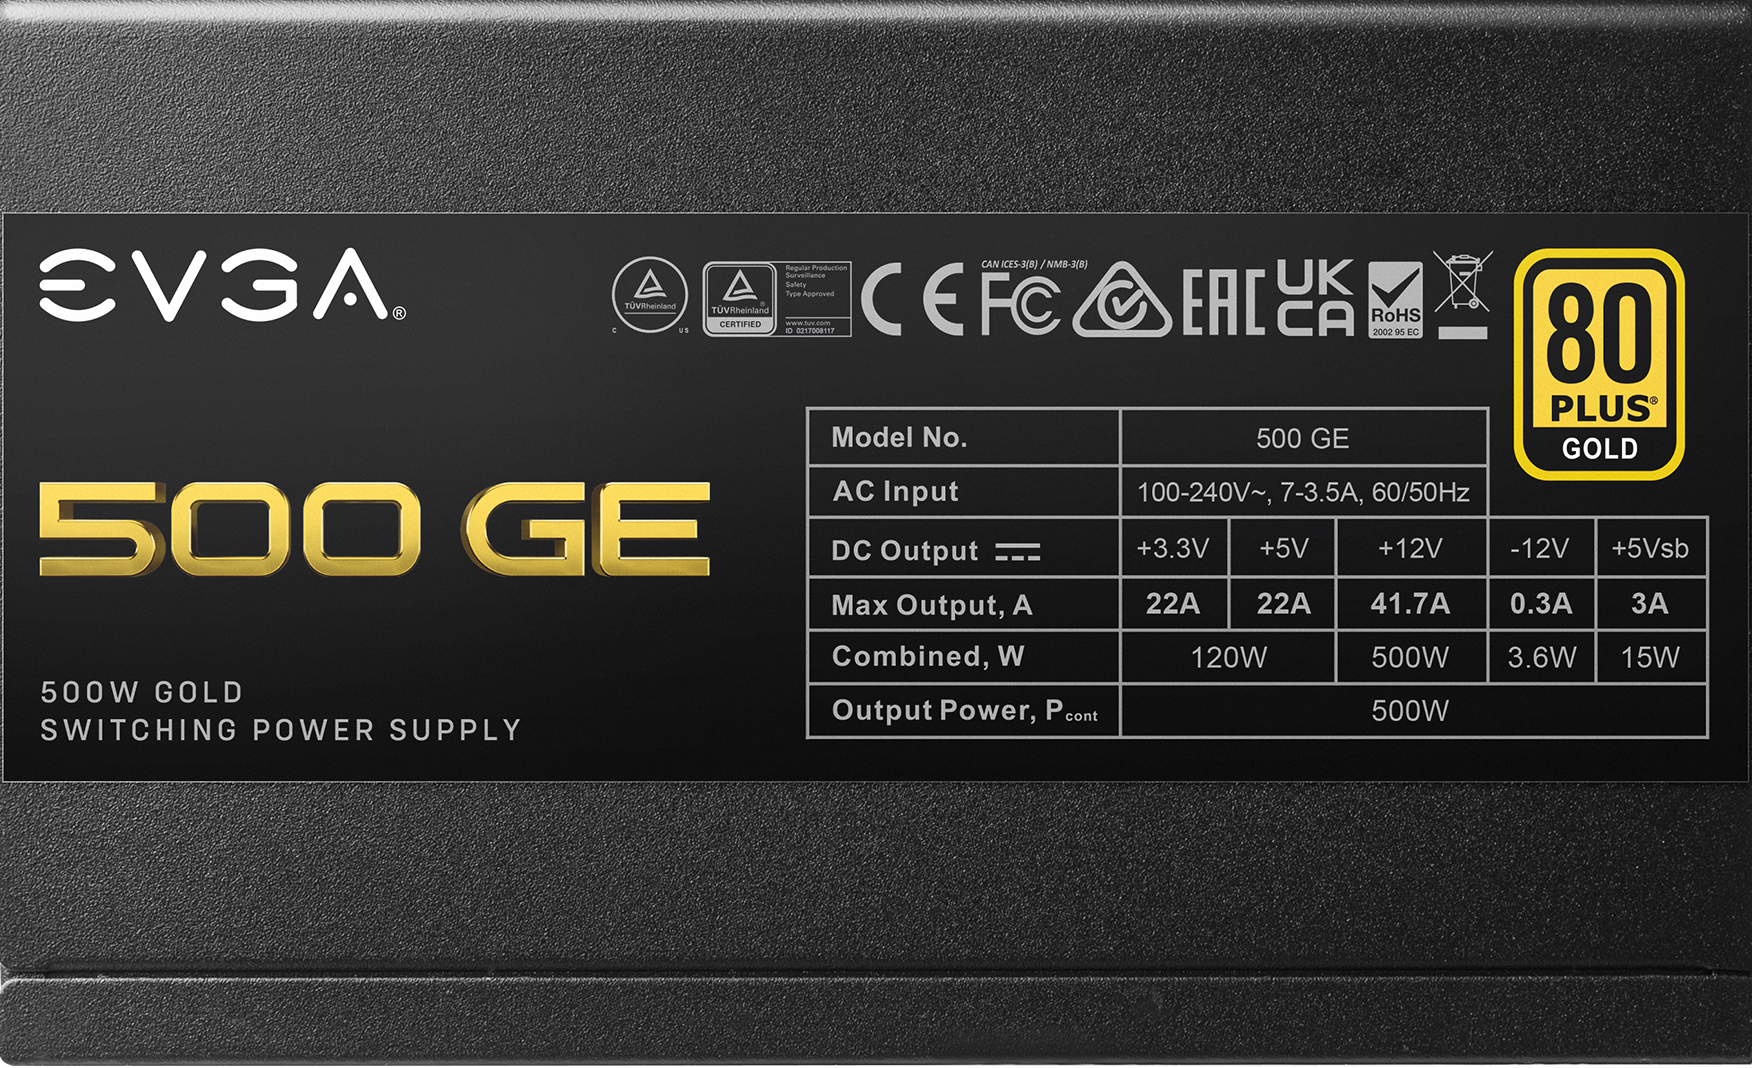 EVGA®
TÜVRheinland
C US
TÜVRheinland®
CERTIFIED
Regular Production
Surveillance
Safety
Type Approved
www.tuv.com
ID 0217008117
CE
CAN ICES-3(B) / NMB-3(B)
FC
EAC
UK
CA
RoHS
2002 95 EC
80
PLUS®
GOLD
500 GE
500W GOLD
SWITCHING POWER SUPPLY
Model No. 500 GE
AC Input 100-240V~, 7-3.5A, 60/50Hz
DC Output +3.3V +5V +12V -12V +5Vsb
Max Output, A 22A 22A 41.7A 0.3A 3A
Combined, W 120W 500W 3.6W 15W
Output Power, Pcont 500W